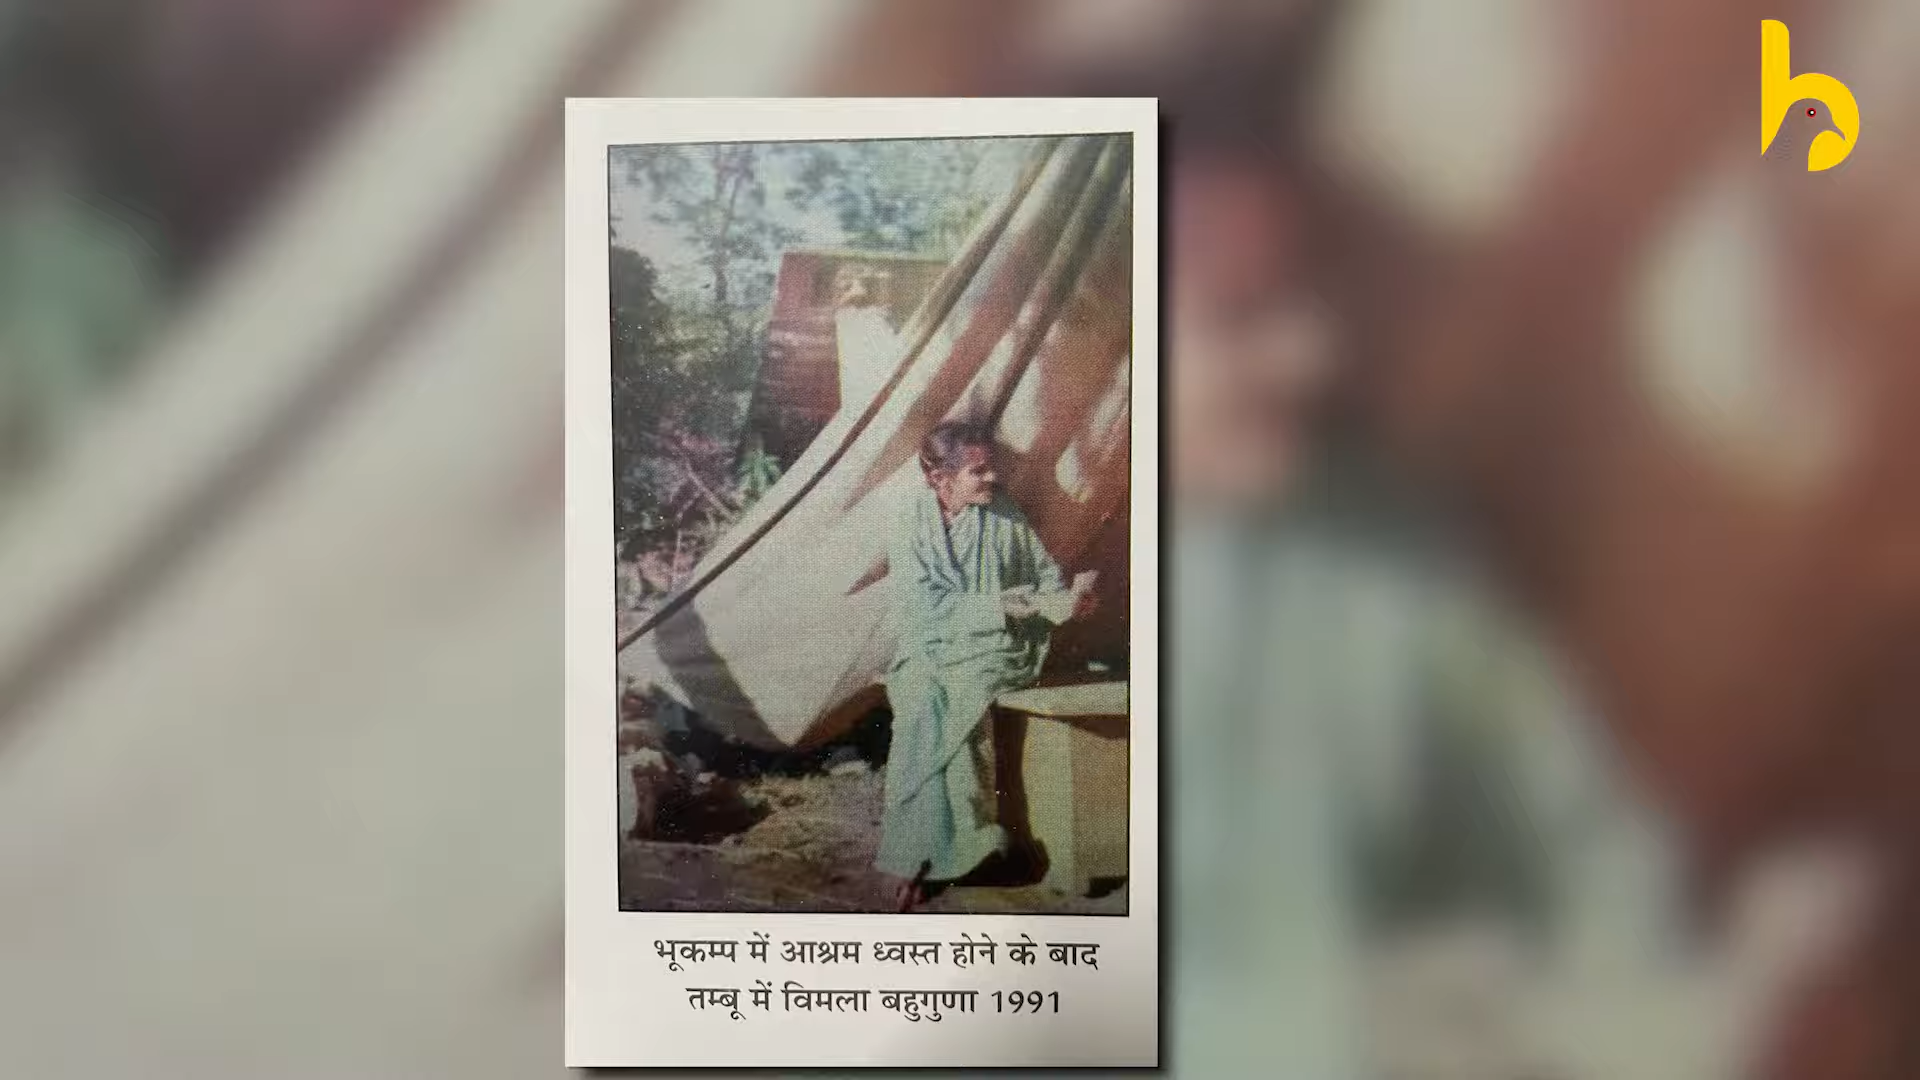 भूकम्प में आश्रम ध्वस्त होने के बाद
तम्बू में विमला बहुगुणा 1991